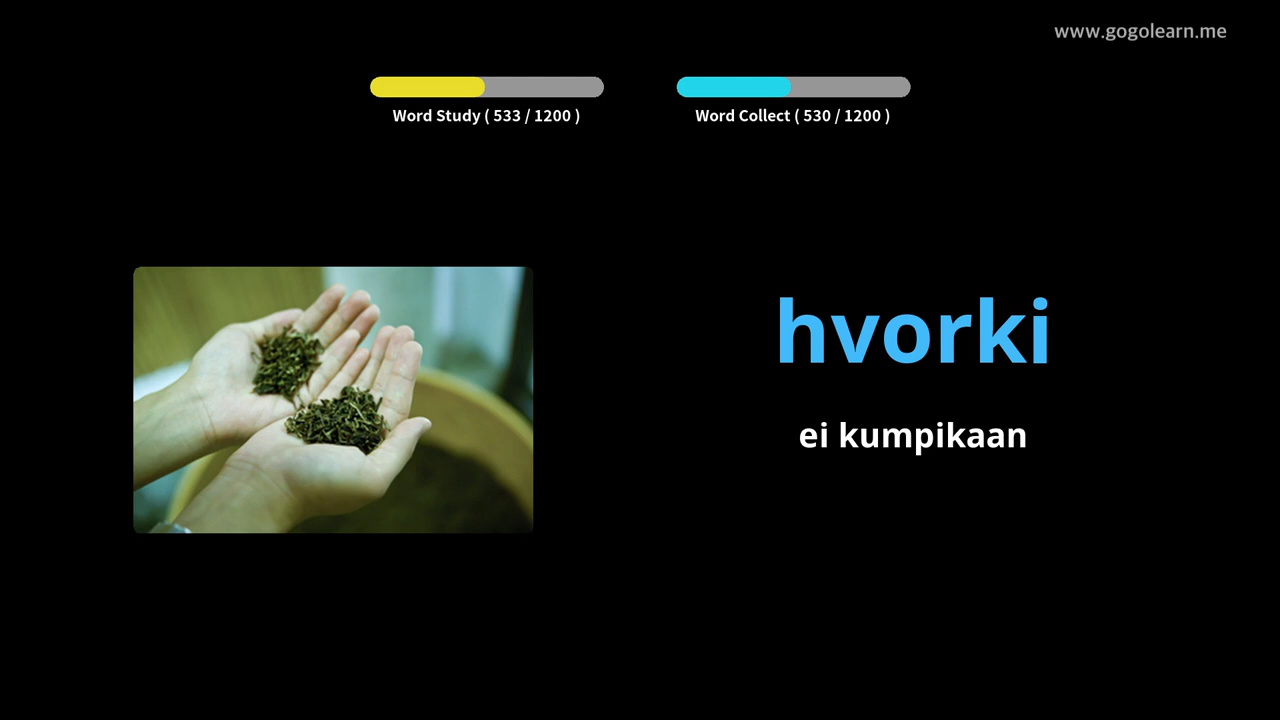 www.gogolearn.me
Word Study ( 533 / 1200 )
Word Collect ( 530 / 1200 )
hvorki
ei kumpikaan